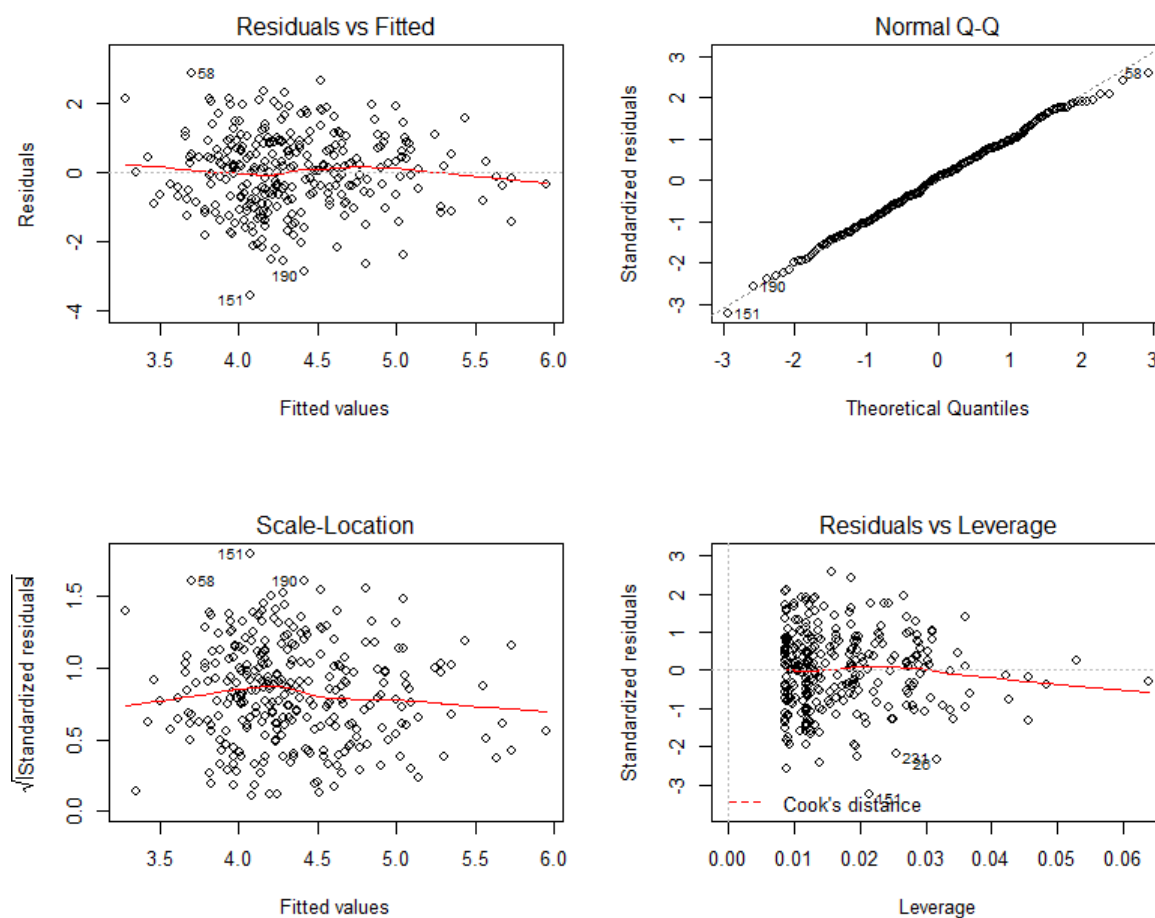 Residuals vs Fitted
Residuals
2
0
-2
-4
58
190
151
3.5 4.0 4.5 5.0 5.5 6.0
Fitted values
Normal Q-Q
Standardized residuals
3
2
1
0
-1
-2
-3
58
190
151
-3 -2 -1 0 1 2 3
Theoretical Quantiles
Scale-Location
√|Standardized residuals|
1.5
1.0
0.5
0.0
151
58
190
3.5 4.0 4.5 5.0 5.5 6.0
Fitted values
Residuals vs Leverage
Standardized residuals
3
2
1
0
-1
-2
-3
231
151
Cook's distance
0.00 0.01 0.02 0.03 0.04 0.05 0.06
Leverage